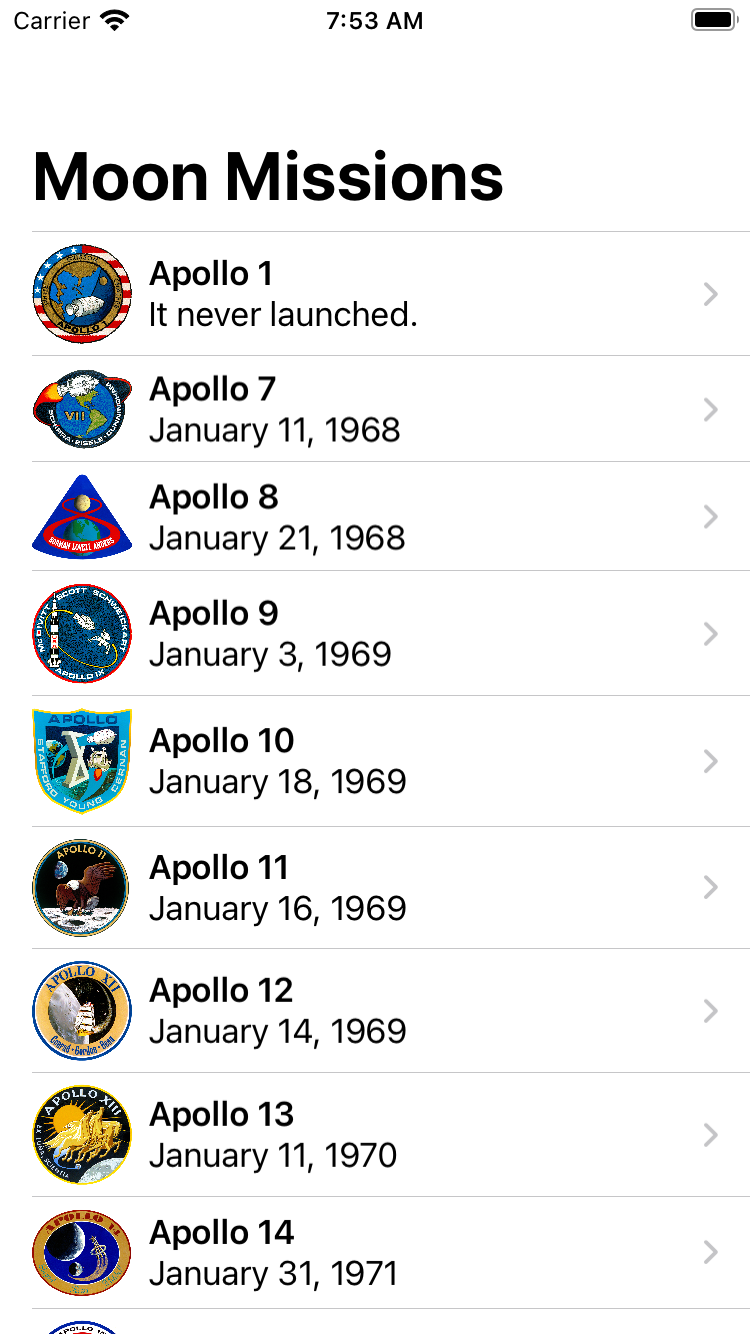 Carrier
7:53 AM
Moon Missions
APOLLO 1
Apollo 1
It never launched.
VII
Apollo 7
January 11, 1968
BORMAN LOVELL ANDERS
Apollo 8
January 21, 1968
McDIVITT SCOTT SCHWEICKART
APOLLO IX
Apollo 9
January 3, 1969
APOLLO
STAFFORD YOUNG CERNAN
Apollo 10
January 18, 1969
APOLLO 11
Apollo 11
January 16, 1969
APOLLO XII
Conrad • Gordon • Bean
Apollo 12
January 14, 1969
APOLLO XIII
EX LUNA, SCIENTIA
Apollo 13
January 11, 1970
APOLLO 14
Apollo 14
January 31, 1971